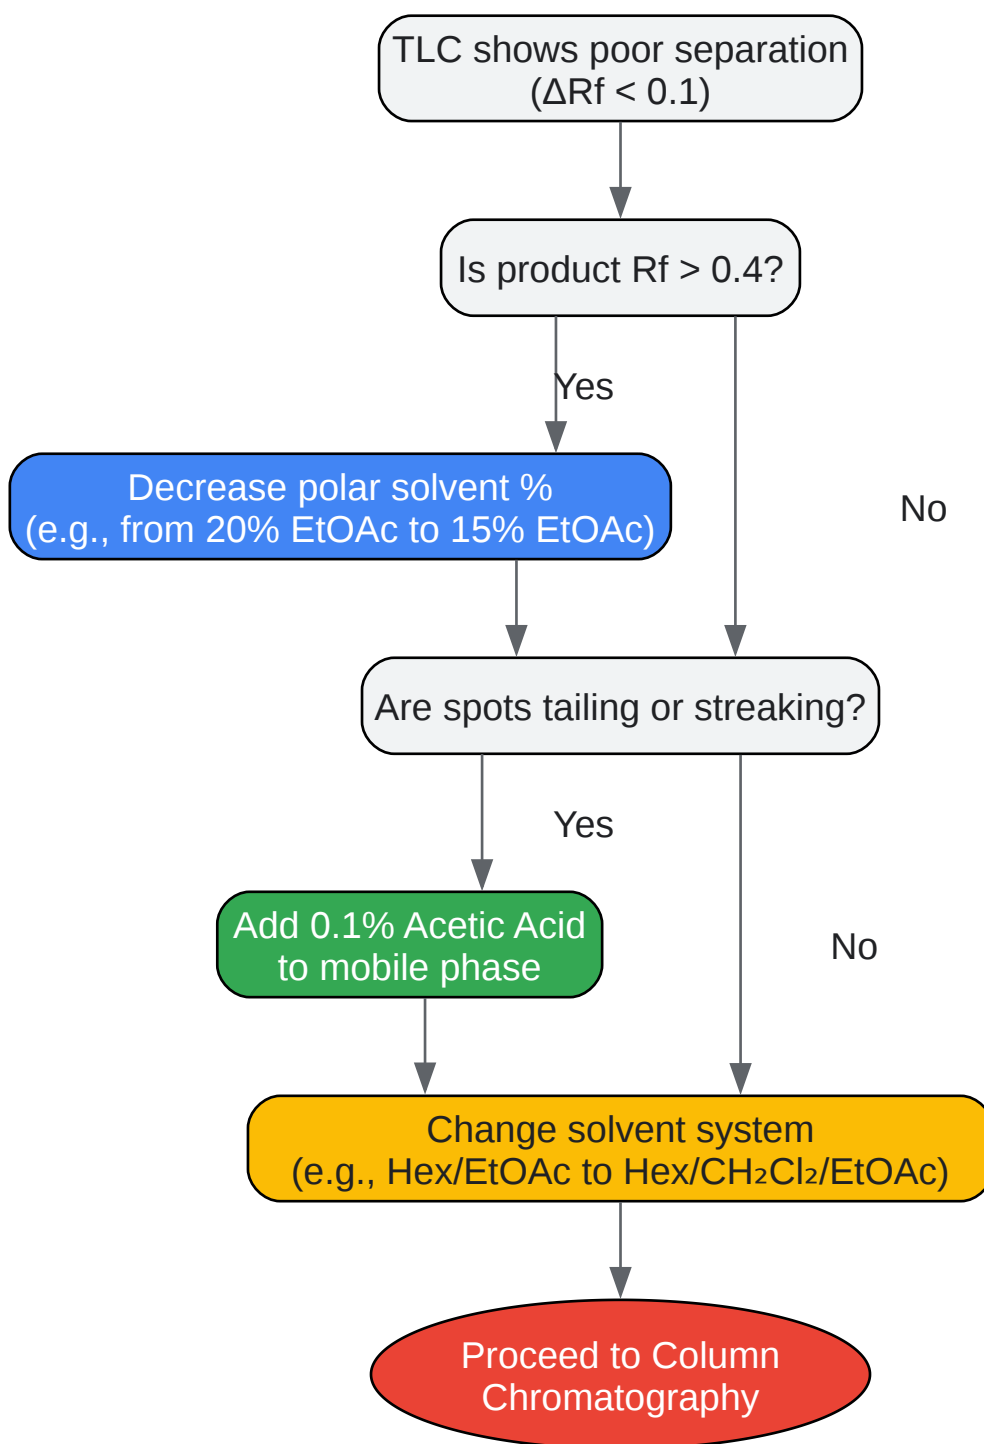 TLC shows poor separation
(ΔRf < 0.1)
Is product Rf > 0.4?
Yes
Decrease polar solvent %
(e.g., from 20% EtOAc to 15% EtOAc)
No
Are spots tailing or streaking?
Yes
Add 0.1% Acetic Acid
to mobile phase
No
Change solvent system
(e.g., Hex/EtOAc to Hex/CH₂Cl₂/EtOAc)
Proceed to Column
Chromatography